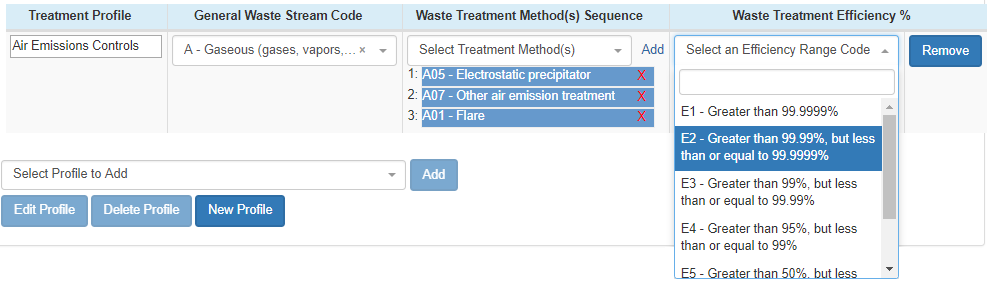 Treatment Profile General Waste Stream Code Waste Treatment Method(s) Sequence Waste Treatment Efficiency %
Air Emissions Controls A - Gaseous (gases, vapors,... × Select Treatment Method(s) Add Select an Efficiency Range Code Remove
1: A05 - Electrostatic precipitator X
2: A07 - Other air emission treatment X
3: A01 - Flare X
E1 - Greater than 99.9999%
E2 - Greater than 99.99%, but less
than or equal to 99.9999%
E3 - Greater than 99%, but less
than or equal to 99.99%
E4 - Greater than 95%, but less
than or equal to 99%
E5 - Greater than 50%, but less
Select Profile to Add Add
Edit Profile Delete Profile New Profile